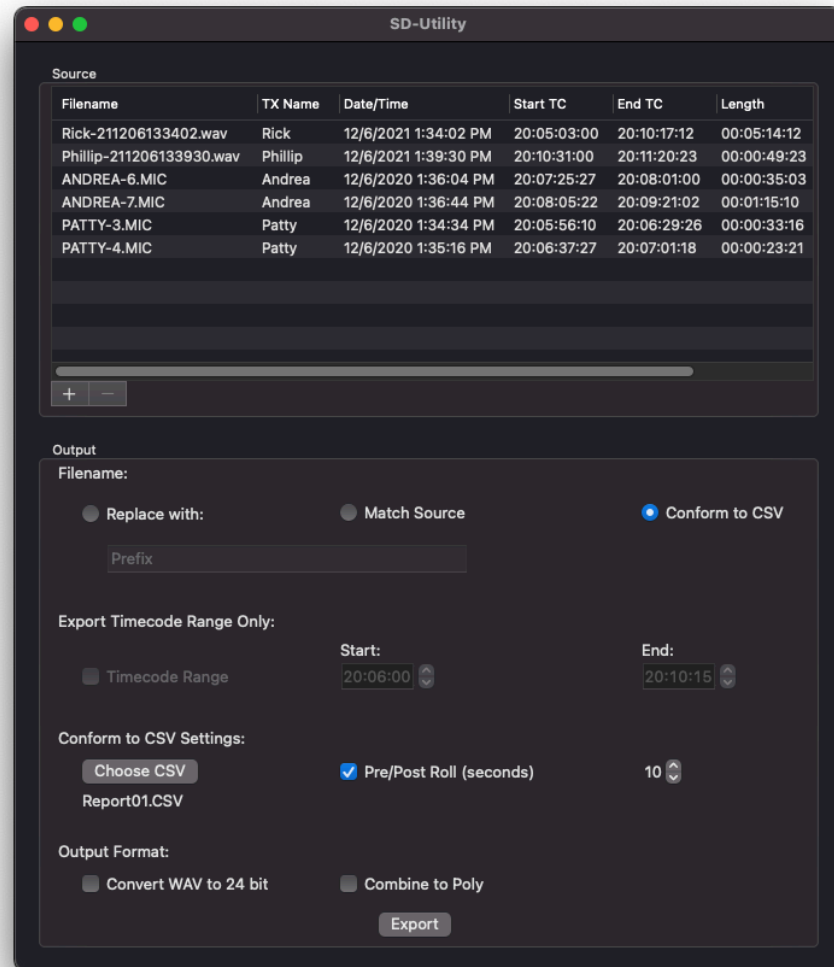 SD-Utility
Source
Filename TX Name Date/Time Start TC End TC Length
Rick-211206133402.wav Rick 12/6/2021 1:34:02 PM 20:05:03:00 20:10:17:12 00:05:14:12
Phillip-211206133930.wav Phillip 12/6/2021 1:39:30 PM 20:10:31:00 20:11:20:23 00:00:49:23
ANDREA-6.MIC Andrea 12/6/2020 1:36:04 PM 20:07:25:27 20:08:01:00 00:00:35:03
ANDREA-7.MIC Andrea 12/6/2020 1:36:44 PM 20:08:05:22 20:09:21:02 00:01:15:10
PATTY-3.MIC Patty 12/6/2020 1:34:34 PM 20:05:56:10 20:06:29:26 00:00:33:16
PATTY-4.MIC Patty 12/6/2020 1:35:16 PM 20:06:37:27 20:07:01:18 00:00:23:21
+ −
Output
Filename:
Replace with: Match Source Conform to CSV
Prefix
Export Timecode Range Only:
Start: End:
Timecode Range 20:06:00 20:10:15
Conform to CSV Settings:
Choose CSV Pre/Post Roll (seconds) 10
Report01.CSV
Output Format:
Convert WAV to 24 bit Combine to Poly
Export